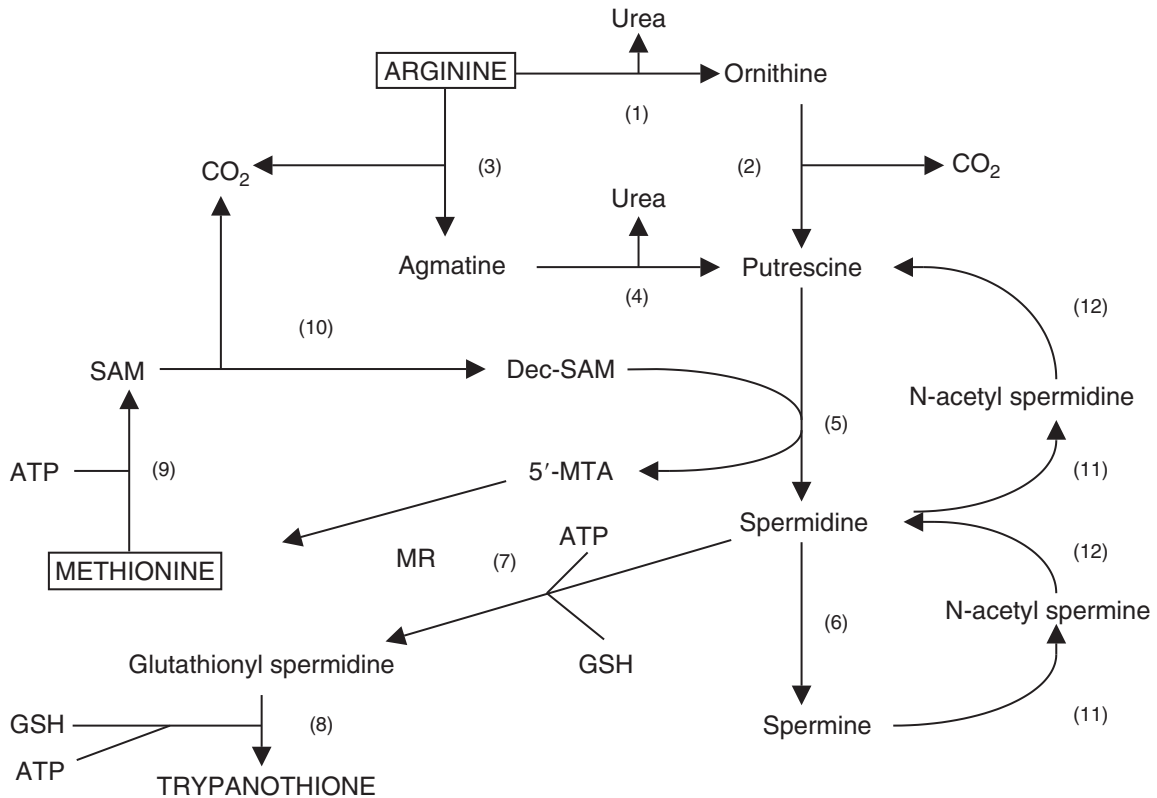 Urea
ARGININE
Ornithine
(1)
CO₂
(3)
(2)
CO₂
Urea
Agmatine
Putrescine
(4)
(12)
(10)
SAM
Dec-SAM
N-acetyl spermidine
(5)
ATP
(9)
5′-MTA
(11)
Spermidine
ATP
MR
(7)
(12)
METHIONINE
N-acetyl spermine
(6)
Glutathionyl spermidine
GSH
GSH
(8)
Spermine
(11)
ATP
TRYPANOTHIONE